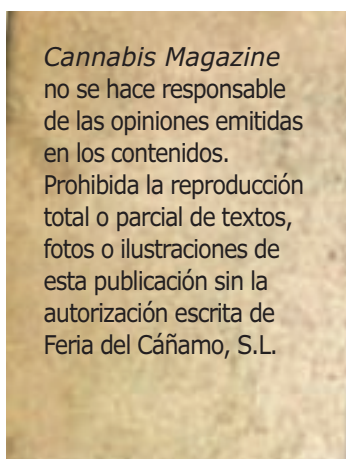 Cannabis Magazine
no se hace responsable
de las opiniones emitidas
en los contenidos.
Prohibida la reproducción
total o parcial de textos,
fotos o ilustraciones de
esta publicación sin la
autorización escrita de
Feria del Cáñamo, S.L.